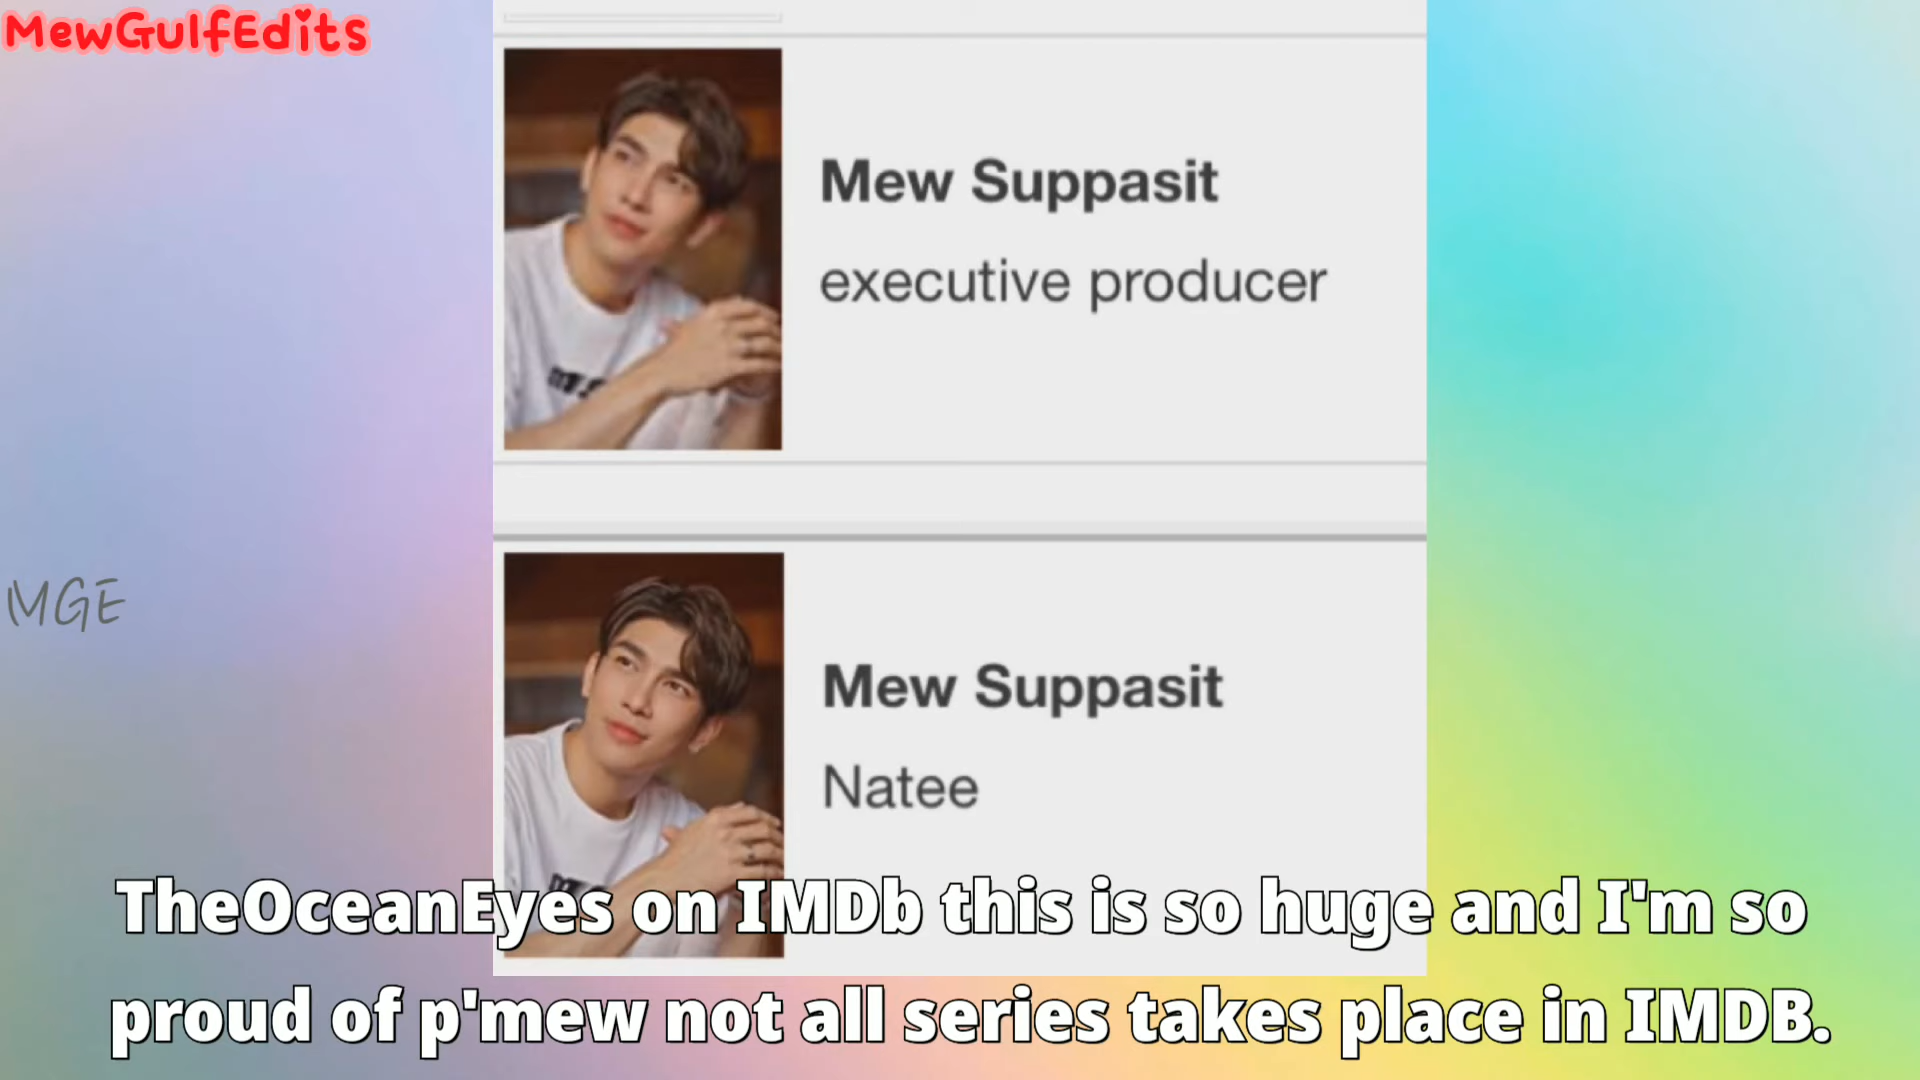 MewGulfEdits
Mew Suppasit
executive producer
MGE
Mew Suppasit
Natee
TheOceanEyes on IMDb this is so huge and I'm so
proud of p'mew not all series takes place in IMDB.